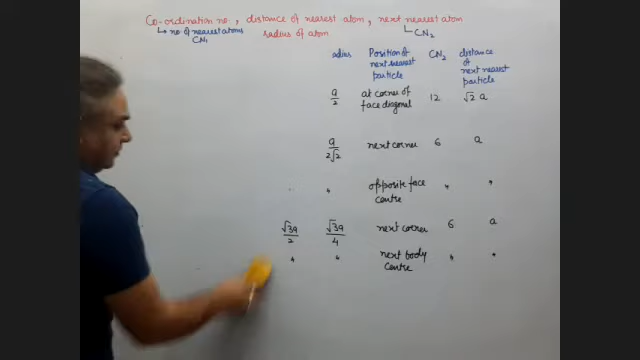 Co-ordination no, distance of nearest atom, next nearest atom
↳ no of nearest atoms radius of atom ↳ CN2
CN1
adius Position of CN2 distance
next nearest of
particle next nearest
particle
a/2 at corner of 12 √2 a
face diagonal
a/2√2 next corner 6 a
" opposite face " "
centre
√3a/2 √3a/4 next corner 6 a
" " next body " "
centre